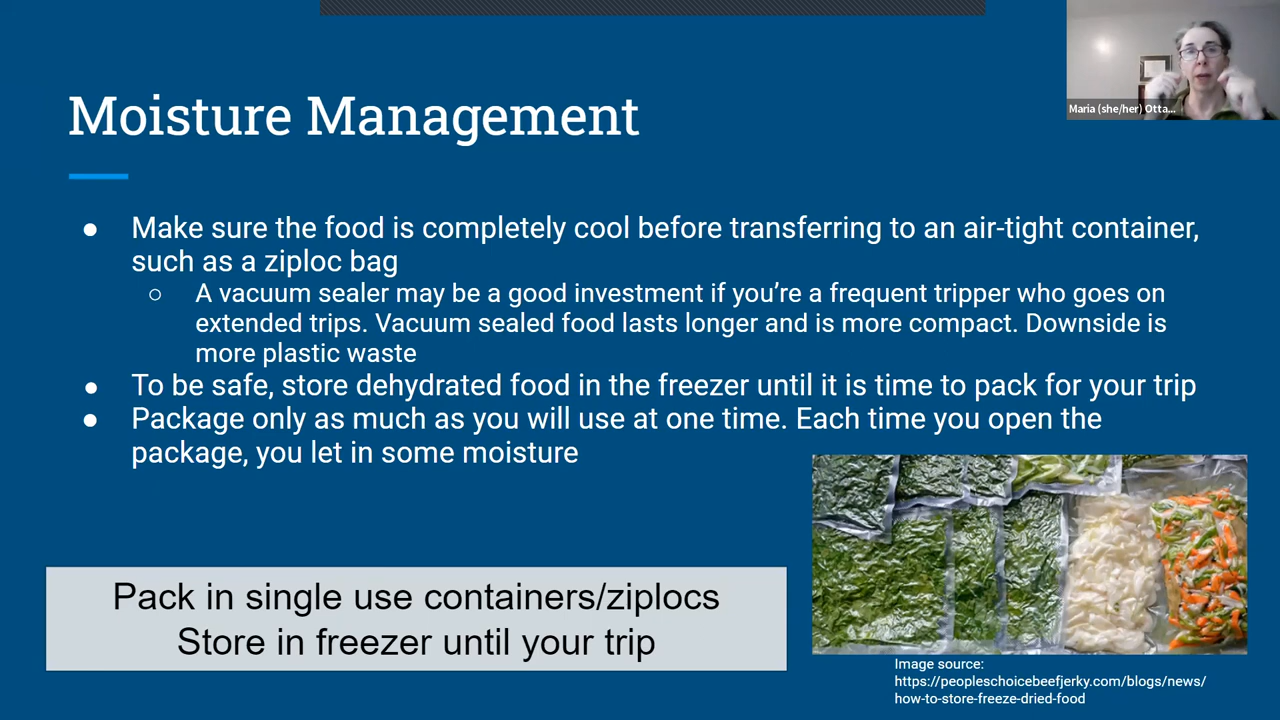 Maria (she/her) Otta...
Moisture Management
● Make sure the food is completely cool before transferring to an air-tight container,
such as a ziploc bag
○ A vacuum sealer may be a good investment if you’re a frequent tripper who goes on
extended trips. Vacuum sealed food lasts longer and is more compact. Downside is
more plastic waste
● To be safe, store dehydrated food in the freezer until it is time to pack for your trip
● Package only as much as you will use at one time. Each time you open the
package, you let in some moisture
Pack in single use containers/ziplocs
Store in freezer until your trip
Image source:
https://peopleschoicebeefjerky.com/blogs/news/
how-to-store-freeze-dried-food